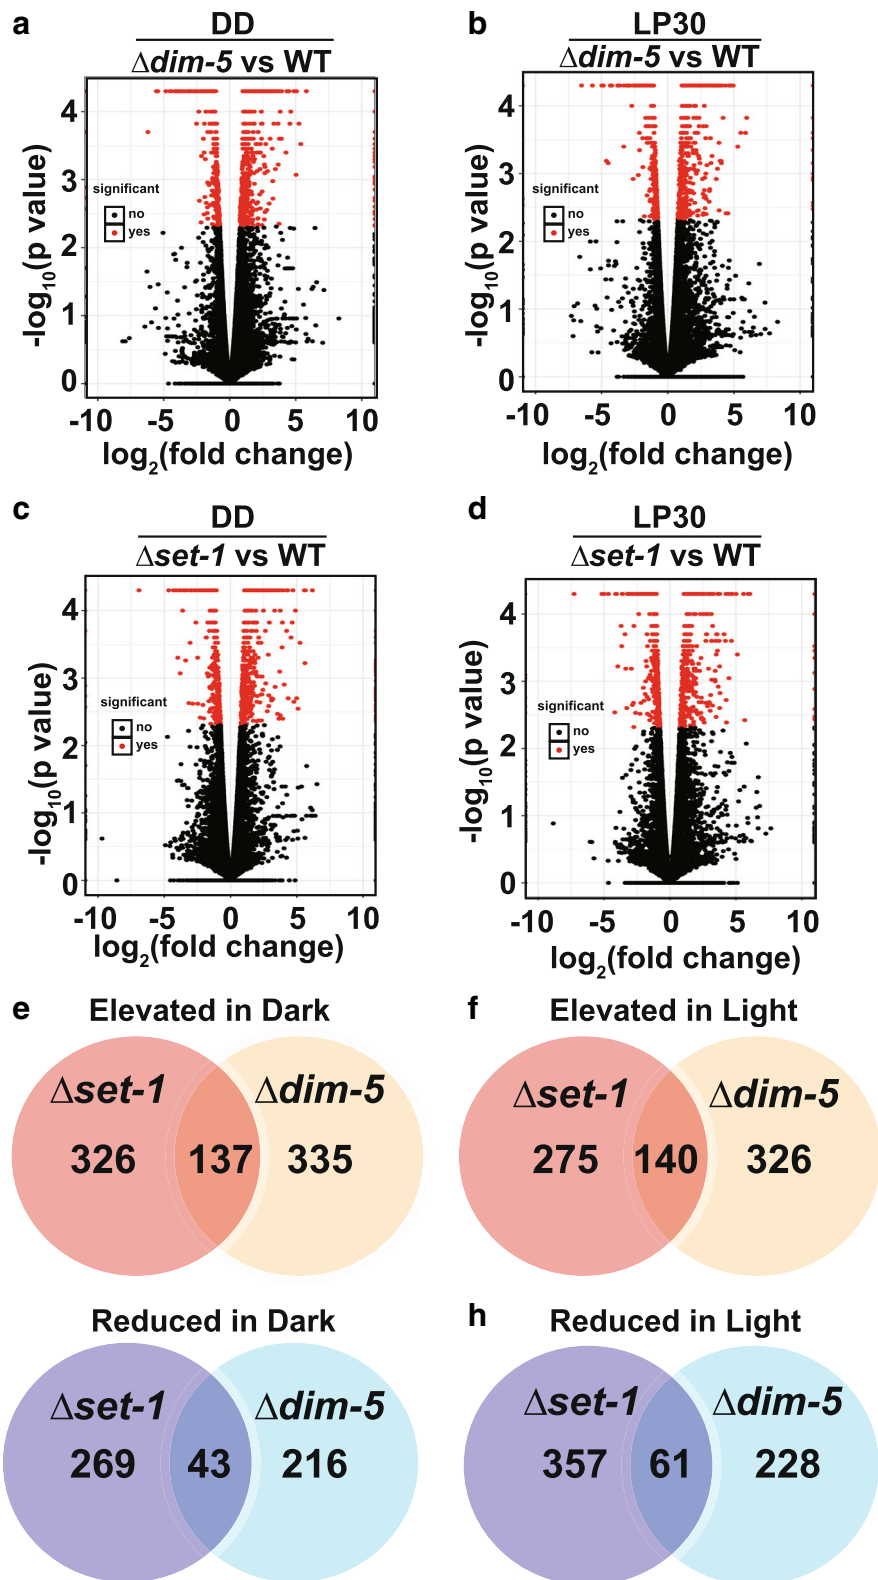 a
DD
Δdim-5 vs WT
-log10(p value)
4
3
2
1
0
significant
no
yes
-10 -5 0 5 10
log2(fold change)
b
LP30
Δdim-5 vs WT
-log10(p value)
4
3
2
1
0
significant
no
yes
-10 -5 0 5 10
log2(fold change)
c
DD
Δset-1 vs WT
-log10(p value)
4
3
2
1
0
significant
no
yes
-10 -5 0 5 10
log2(fold change)
d
LP30
Δset-1 vs WT
-log10(p value)
4
3
2
1
0
significant
no
yes
-10 -5 0 5 10
log2(fold change)
e
Elevated in Dark
Δset-1 Δdim-5
326 137 335
f
Elevated in Light
Δset-1 Δdim-5
275 140 326
Reduced in Dark
Δset-1 Δdim-5
269 43 216
h
Reduced in Light
Δset-1 Δdim-5
357 61 228